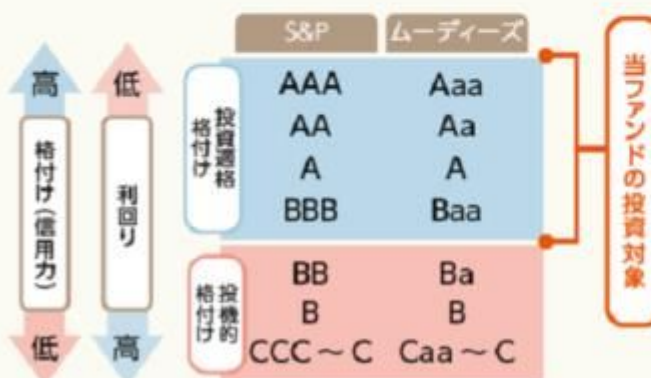 S&P ムーディーズ
高 低
格付け(信用力)
利回り
低 高
投資適格
格付け
AAA Aaa
AA Aa
A A
BBB Baa
投機的
格付け
BB Ba
B B
CCC～C Caa～C
当ファンドの投資対象